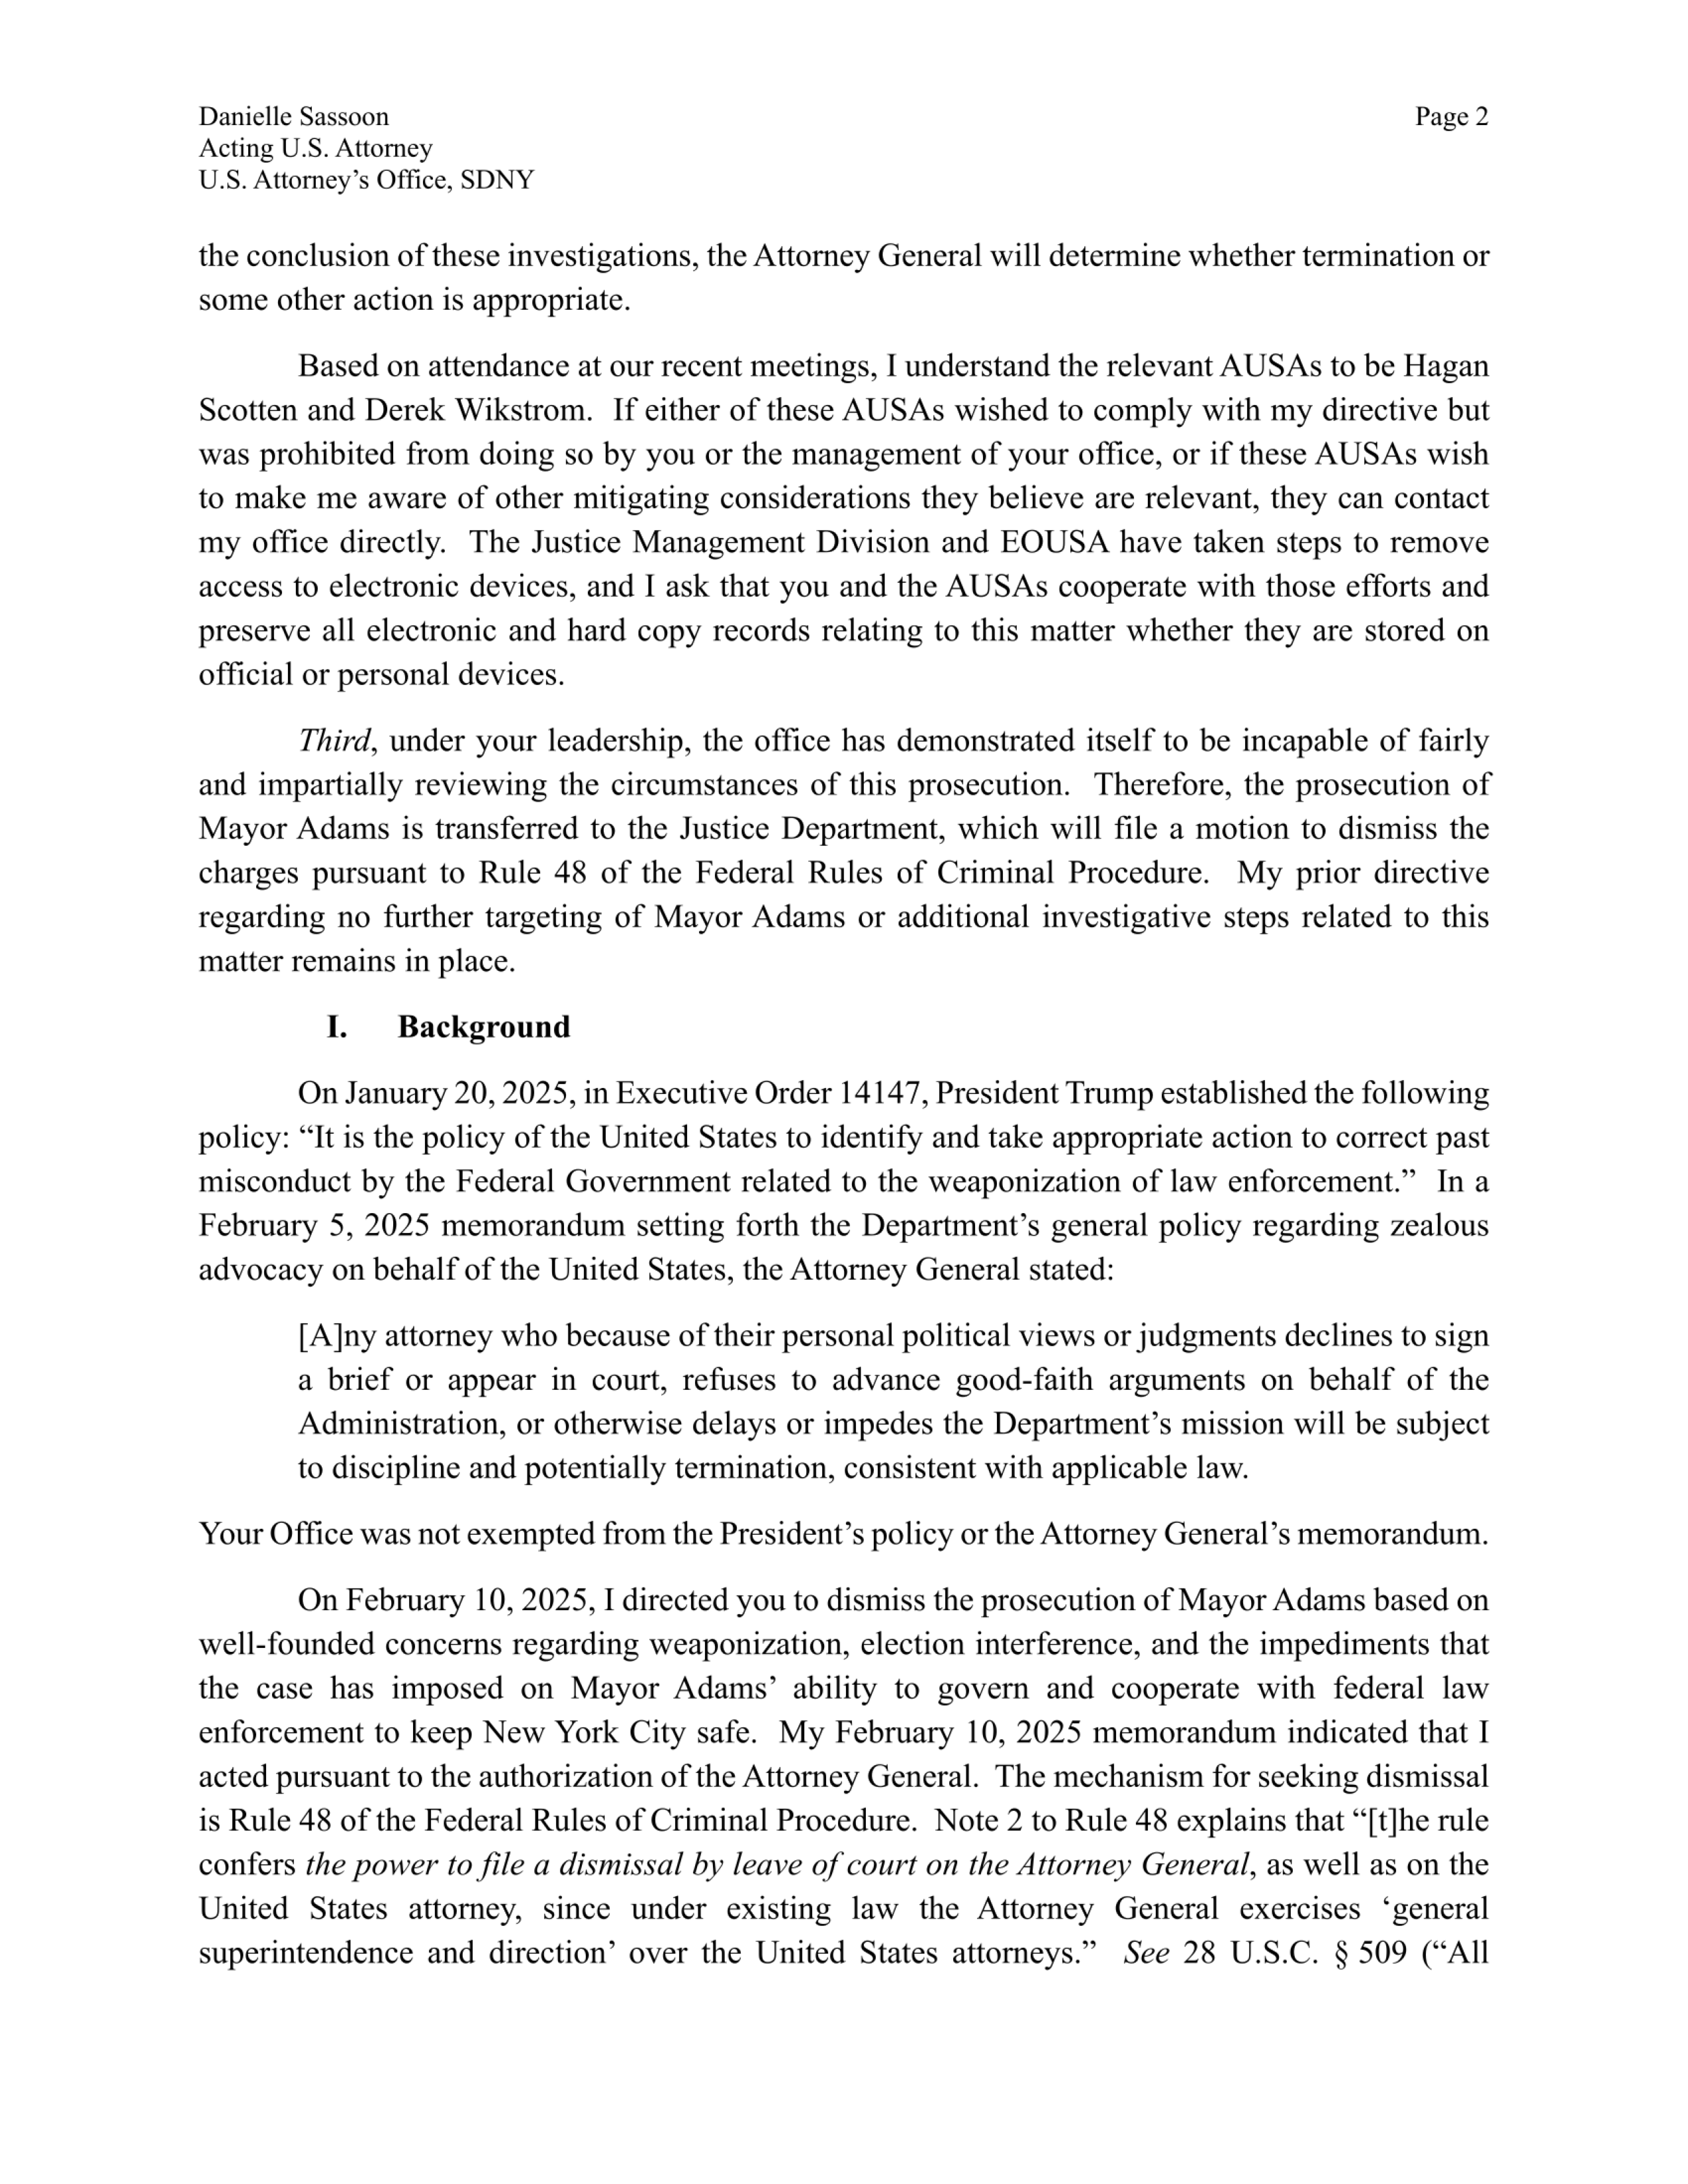 Danielle Sassoon
Page 2
Acting U.S. Attorney
U.S. Attorney’s Office, SDNY
the conclusion of these investigations, the Attorney General will determine whether termination or
some other action is appropriate.
Based on attendance at our recent meetings, I understand the relevant AUSAs to be Hagan
Scotten and Derek Wikstrom.  If either of these AUSAs wished to comply with my directive but
was prohibited from doing so by you or the management of your office, or if these AUSAs wish
to make me aware of other mitigating considerations they believe are relevant, they can contact
my office directly.  The Justice Management Division and EOUSA have taken steps to remove
access to electronic devices, and I ask that you and the AUSAs cooperate with those efforts and
preserve all electronic and hard copy records relating to this matter whether they are stored on
official or personal devices.
Third, under your leadership, the office has demonstrated itself to be incapable of fairly
and impartially reviewing the circumstances of this prosecution.  Therefore, the prosecution of
Mayor Adams is transferred to the Justice Department, which will file a motion to dismiss the
charges pursuant to Rule 48 of the Federal Rules of Criminal Procedure.  My prior directive
regarding no further targeting of Mayor Adams or additional investigative steps related to this
matter remains in place.
I. Background
On January 20, 2025, in Executive Order 14147, President Trump established the following
policy: “It is the policy of the United States to identify and take appropriate action to correct past
misconduct by the Federal Government related to the weaponization of law enforcement.”  In a
February 5, 2025 memorandum setting forth the Department’s general policy regarding zealous
advocacy on behalf of the United States, the Attorney General stated:
[A]ny attorney who because of their personal political views or judgments declines to sign
a brief or appear in court, refuses to advance good-faith arguments on behalf of the
Administration, or otherwise delays or impedes the Department’s mission will be subject
to discipline and potentially termination, consistent with applicable law.
Your Office was not exempted from the President’s policy or the Attorney General’s memorandum.
On February 10, 2025, I directed you to dismiss the prosecution of Mayor Adams based on
well-founded concerns regarding weaponization, election interference, and the impediments that
the case has imposed on Mayor Adams’ ability to govern and cooperate with federal law
enforcement to keep New York City safe.  My February 10, 2025 memorandum indicated that I
acted pursuant to the authorization of the Attorney General.  The mechanism for seeking dismissal
is Rule 48 of the Federal Rules of Criminal Procedure.  Note 2 to Rule 48 explains that “[t]he rule
confers the power to file a dismissal by leave of court on the Attorney General, as well as on the
United States attorney, since under existing law the Attorney General exercises ‘general
superintendence and direction’ over the United States attorneys.”  See 28 U.S.C. § 509 (“All